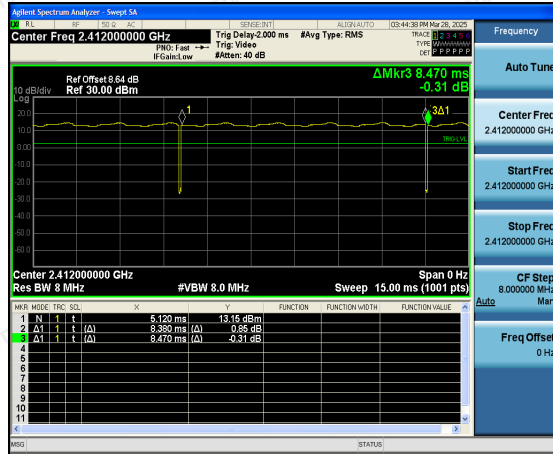 Agilent Spectrum Analyzer - Swept SA
RL RF 50 Ω AC SENSE:INT ALIGN AUTO 03:44:38 PM Mar 28, 2025
Center Freq 2.412000000 GHz
Trig Delay-2.000 ms #Avg Type: RMS
TRACE 1 2 3 4 5 6
PNO: Fast Trig: Video
TYPE WWWWWW
IFGain:Low #Atten: 40 dB
DET P P P P P P
ΔMkr3 8.470 ms
-0.31 dB
Ref Offset 8.64 dB
10 dB/div Ref 30.00 dBm
Log
20.0
10.0
0.00
-10.0
-20.0
-30.0
-40.0
-50.0
-60.0
1
3Δ1
TRIG LVL
Center 2.412000000 GHz Span 0 Hz
Res BW 8 MHz #VBW 8.0 MHz Sweep 15.00 ms (1001 pts)
MKR MODE TRC SCL X Y FUNCTION FUNCTION WIDTH FUNCTION VALUE
1 N 1 t 5.120 ms 13.15 dBm
2 Δ1 1 t (Δ) 8.380 ms (Δ) 0.85 dB
3 Δ1 1 t (Δ) 8.470 ms (Δ) -0.31 dB
4
5
6
7
8
9
10
11
MSG STATUS
Frequency
Auto Tune
Center Freq
2.412000000 GHz
Start Freq
2.412000000 GHz
Stop Freq
2.412000000 GHz
CF Step
8.000000 MHz
Auto Man
Freq Offset
0 Hz